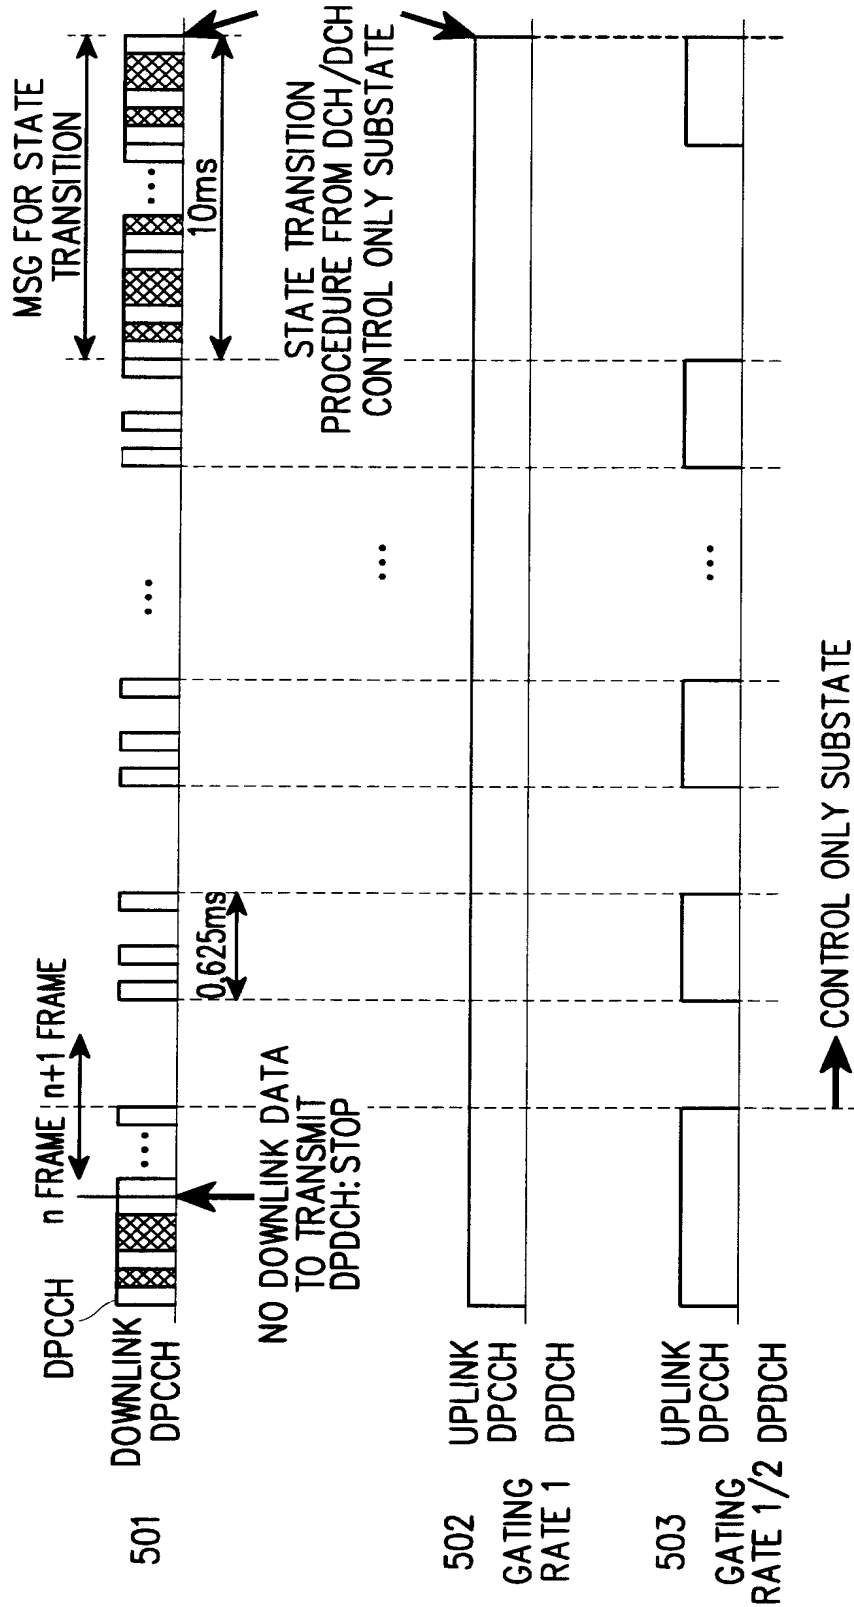 MSG FOR STATE
TRANSITION
DPCCH
n FRAME
n+1 FRAME
501
DOWNLINK
DPCCH
...
...
...
0.625ms
10ms
NO DOWNLINK DATA
TO TRANSMIT
DPDCH:STOP
STATE TRANSITION
PROCEDURE FROM DCH/DCH
CONTROL ONLY SUBSTATE
...
502
UPLINK
DPCCH
GATING
RATE 1
DPDCH
503
UPLINK
DPCCH
...
GATING
RATE 1/2
DPDCH
CONTROL ONLY SUBSTATE